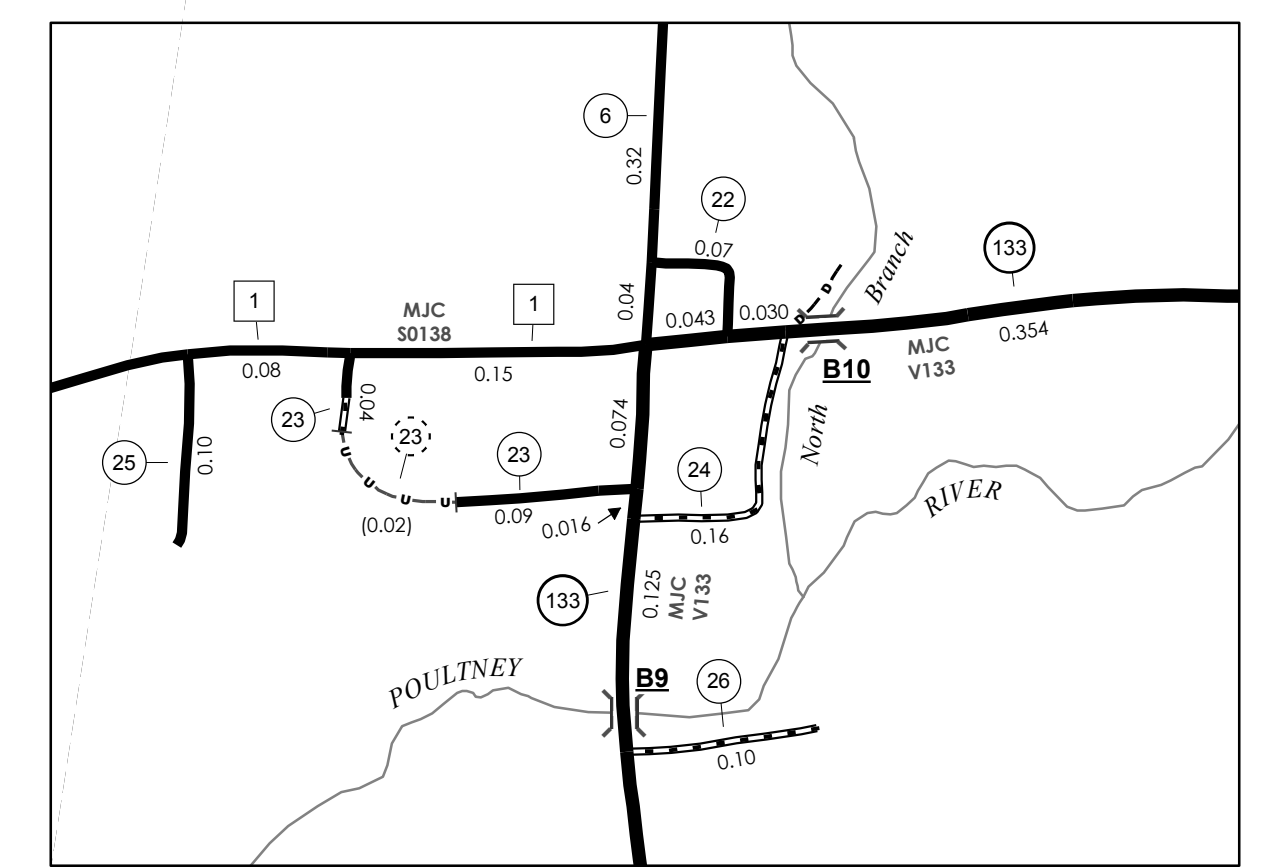 6
0.32
22
0.07
133
Branch
D
D
1
MJC
S0138
1
0.04
0.043
0.030
0.354
MJC
V133
B10
0.08
0.15
0.04
23
23
0.074
North
25
0.10
23
24
RIVER
U
U
U
U
(0.02)
0.09
0.016
0.16
133
0.125
MJC
V133
POULTNEY
B9
26
0.10